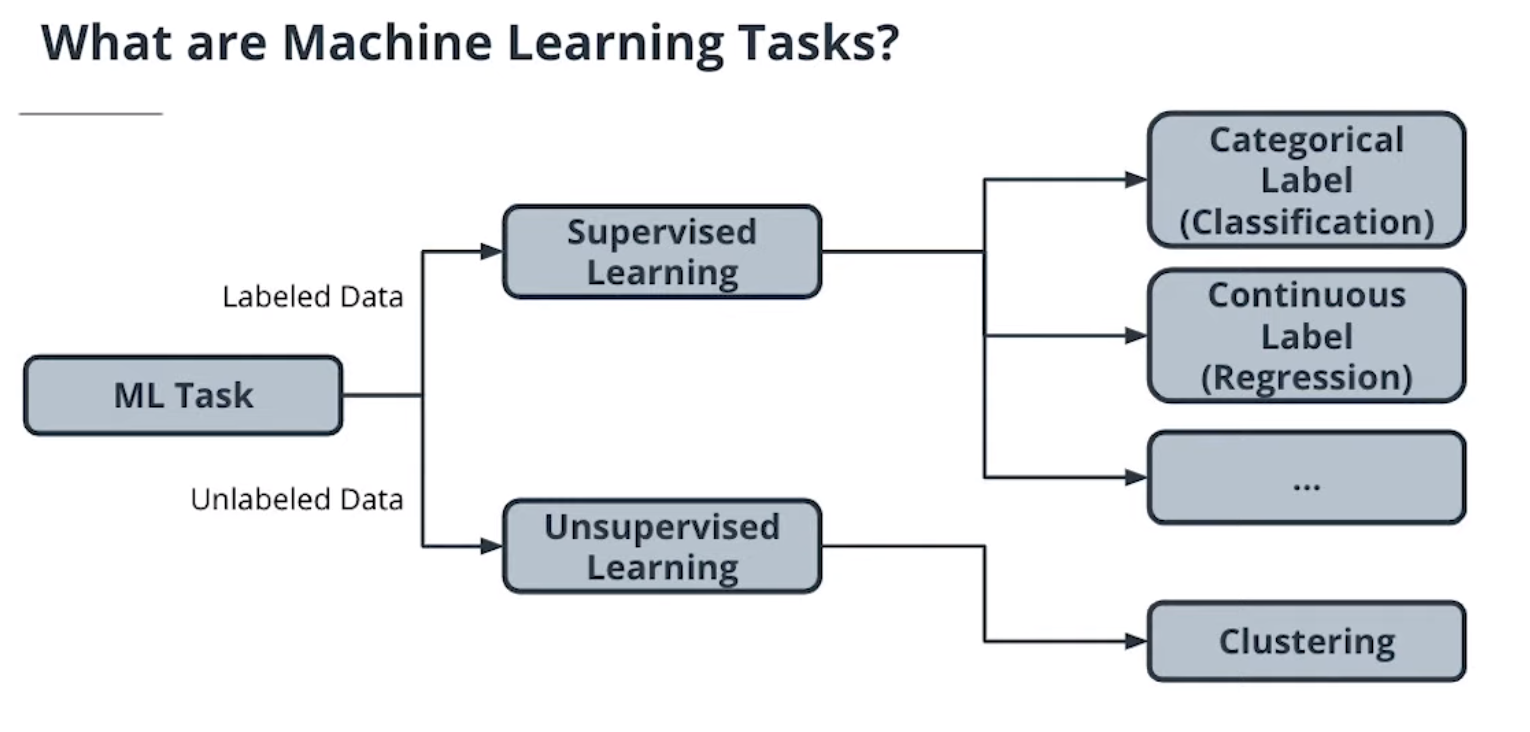 What are Machine Learning Tasks?
Labeled Data
ML Task
Unlabeled Data
Supervised
Learning
Unsupervised
Learning
Categorical
Label
(Classification)
Continuous
Label
(Regression)
...
Clustering